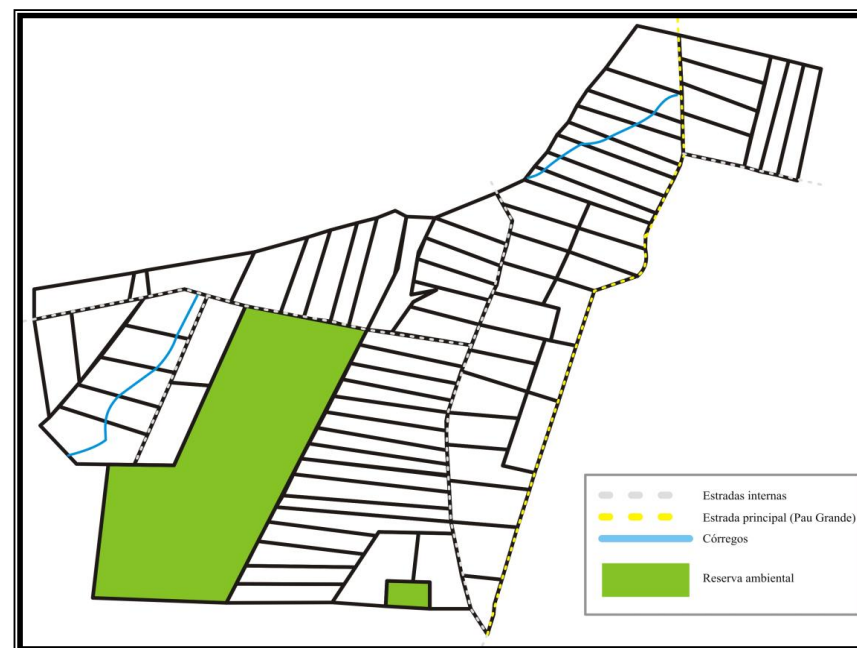 Estradas internas
Estrada principal (Pau Grande)
Córregos
Reserva ambiental